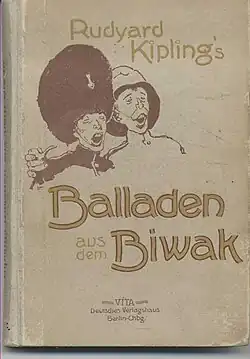 Rudyard
Kipling's
Balladen
aus dem
Biwak
VITA
Deutsches Verlagshaus
Berlin-Chbg.